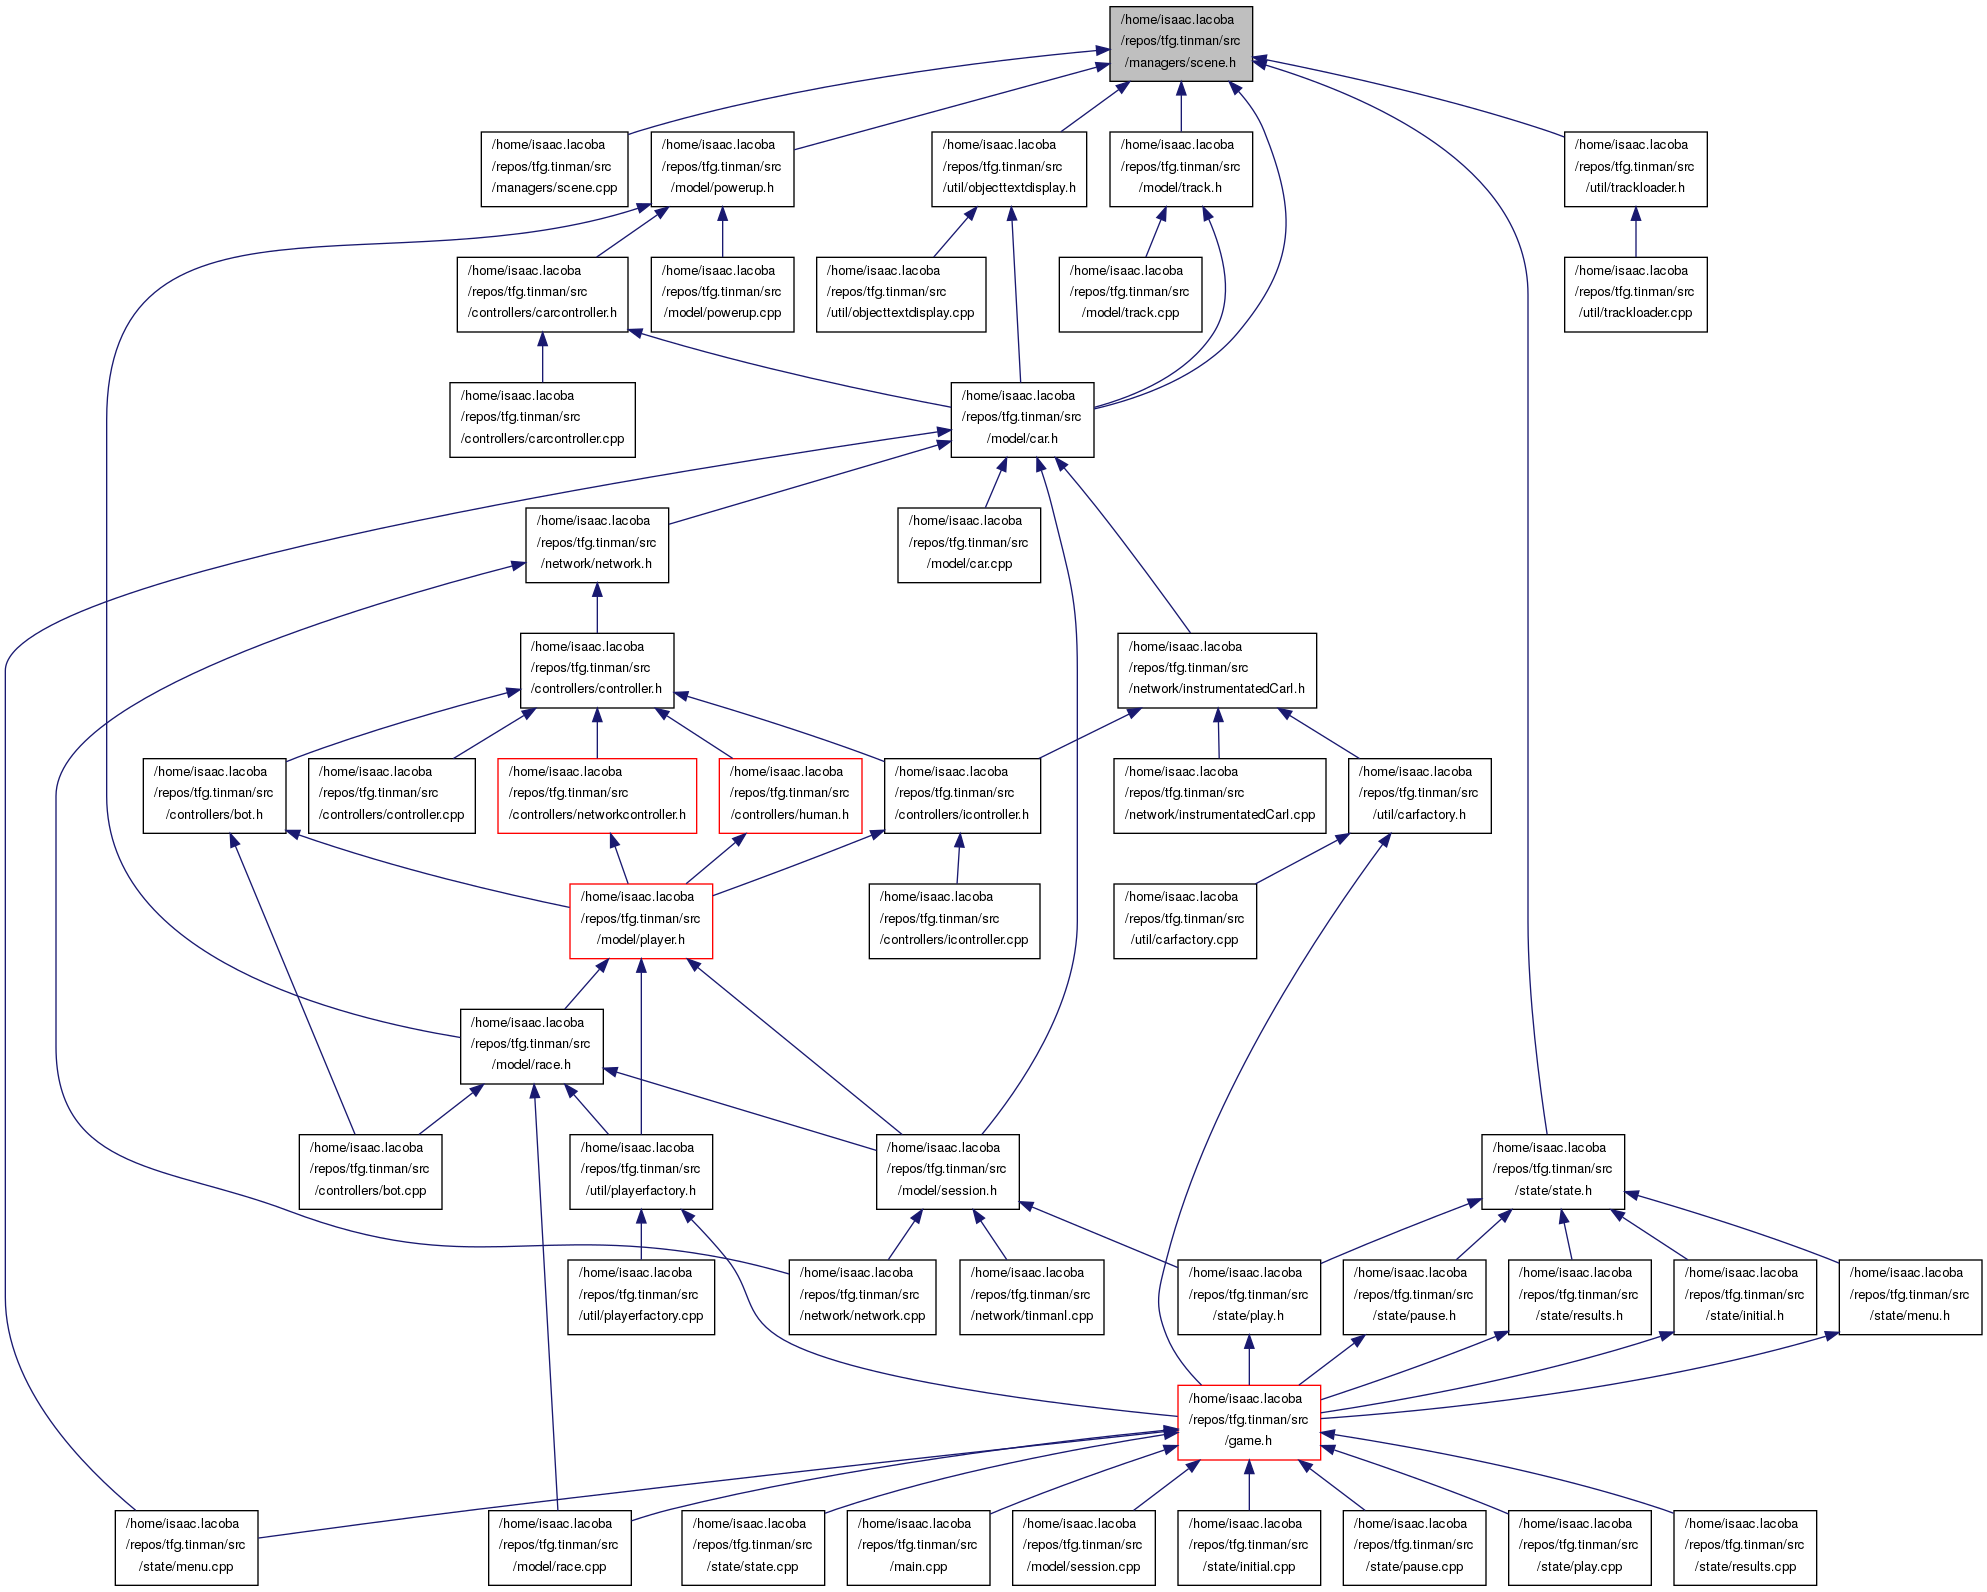 /home/isaac.lacoba
/repos/tfg.tinman/src
/managers/scene.h
/home/isaac.lacoba
/repos/tfg.tinman/src
/managers/scene.cpp
/home/isaac.lacoba
/repos/tfg.tinman/src
/model/powerup.h
/home/isaac.lacoba
/repos/tfg.tinman/src
/util/objecttextdisplay.h
/home/isaac.lacoba
/repos/tfg.tinman/src
/model/track.h
/home/isaac.lacoba
/repos/tfg.tinman/src
/util/trackloader.h
/home/isaac.lacoba
/repos/tfg.tinman/src
/controllers/carcontroller.h
/home/isaac.lacoba
/repos/tfg.tinman/src
/model/powerup.cpp
/home/isaac.lacoba
/repos/tfg.tinman/src
/util/objecttextdisplay.cpp
/home/isaac.lacoba
/repos/tfg.tinman/src
/model/track.cpp
/home/isaac.lacoba
/repos/tfg.tinman/src
/util/trackloader.cpp
/home/isaac.lacoba
/repos/tfg.tinman/src
/controllers/carcontroller.cpp
/home/isaac.lacoba
/repos/tfg.tinman/src
/model/car.h
/home/isaac.lacoba
/repos/tfg.tinman/src
/network/network.h
/home/isaac.lacoba
/repos/tfg.tinman/src
/model/car.cpp
/home/isaac.lacoba
/repos/tfg.tinman/src
/controllers/controller.h
/home/isaac.lacoba
/repos/tfg.tinman/src
/network/instrumentatedCarI.h
/home/isaac.lacoba
/repos/tfg.tinman/src
/controllers/bot.h
/home/isaac.lacoba
/repos/tfg.tinman/src
/controllers/controller.cpp
/home/isaac.lacoba
/repos/tfg.tinman/src
/controllers/networkcontroller.h
/home/isaac.lacoba
/repos/tfg.tinman/src
/controllers/human.h
/home/isaac.lacoba
/repos/tfg.tinman/src
/controllers/icontroller.h
/home/isaac.lacoba
/repos/tfg.tinman/src
/network/instrumentatedCarI.cpp
/home/isaac.lacoba
/repos/tfg.tinman/src
/util/carfactory.h
/home/isaac.lacoba
/repos/tfg.tinman/src
/model/player.h
/home/isaac.lacoba
/repos/tfg.tinman/src
/controllers/icontroller.cpp
/home/isaac.lacoba
/repos/tfg.tinman/src
/util/carfactory.cpp
/home/isaac.lacoba
/repos/tfg.tinman/src
/model/race.h
/home/isaac.lacoba
/repos/tfg.tinman/src
/controllers/bot.cpp
/home/isaac.lacoba
/repos/tfg.tinman/src
/util/playerfactory.h
/home/isaac.lacoba
/repos/tfg.tinman/src
/model/session.h
/home/isaac.lacoba
/repos/tfg.tinman/src
/state/state.h
/home/isaac.lacoba
/repos/tfg.tinman/src
/util/playerfactory.cpp
/home/isaac.lacoba
/repos/tfg.tinman/src
/network/network.cpp
/home/isaac.lacoba
/repos/tfg.tinman/src
/network/tinmanI.cpp
/home/isaac.lacoba
/repos/tfg.tinman/src
/state/play.h
/home/isaac.lacoba
/repos/tfg.tinman/src
/state/pause.h
/home/isaac.lacoba
/repos/tfg.tinman/src
/state/results.h
/home/isaac.lacoba
/repos/tfg.tinman/src
/state/initial.h
/home/isaac.lacoba
/repos/tfg.tinman/src
/state/menu.h
/home/isaac.lacoba
/repos/tfg.tinman/src
/game.h
/home/isaac.lacoba
/repos/tfg.tinman/src
/state/menu.cpp
/home/isaac.lacoba
/repos/tfg.tinman/src
/model/race.cpp
/home/isaac.lacoba
/repos/tfg.tinman/src
/state/state.cpp
/home/isaac.lacoba
/repos/tfg.tinman/src
/main.cpp
/home/isaac.lacoba
/repos/tfg.tinman/src
/model/session.cpp
/home/isaac.lacoba
/repos/tfg.tinman/src
/state/initial.cpp
/home/isaac.lacoba
/repos/tfg.tinman/src
/state/pause.cpp
/home/isaac.lacoba
/repos/tfg.tinman/src
/state/play.cpp
/home/isaac.lacoba
/repos/tfg.tinman/src
/state/results.cpp